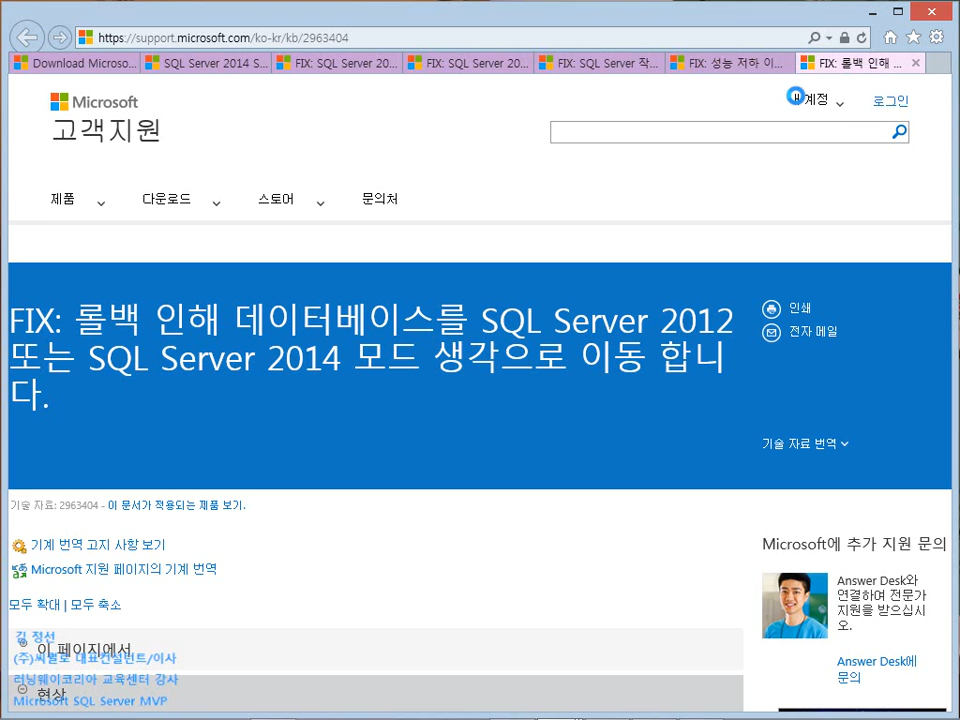 https://support.microsoft.com/ko-kr/kb/2963404
Download Microso...
SQL Server 2014 S...
FIX: SQL Server 20...
FIX: SQL Server 20...
FIX: SQL Server 작...
FIX: 성능 저하 이...
FIX: 롤백 인해 ...
Microsoft
고객지원
계정
로그인
제품
다운로드
스토어
문의처
FIX: 롤백 인해 데이터베이스를 SQL Server 2012
또는 SQL Server 2014 모드 생각으로 이동 합니
다.
인쇄
전자 메일
기술 자료 번역
기술 자료: 2963404 - 이 문서가 적용되는 제품 보기.
기계 번역 고지 사항 보기
Microsoft 지원 페이지의 기계 번역
모두 확대 | 모두 축소
이 페이지에서
현상
김 정선
(주)씨퀄로 대표컨설턴트/이사
러닝웨이코리아 교육센터 강사
Microsoft SQL Server MVP
Microsoft에 추가 지원 문의
Answer Desk와
연결하여 전문가
지원을 받으십시
오.
Answer Desk에
문의